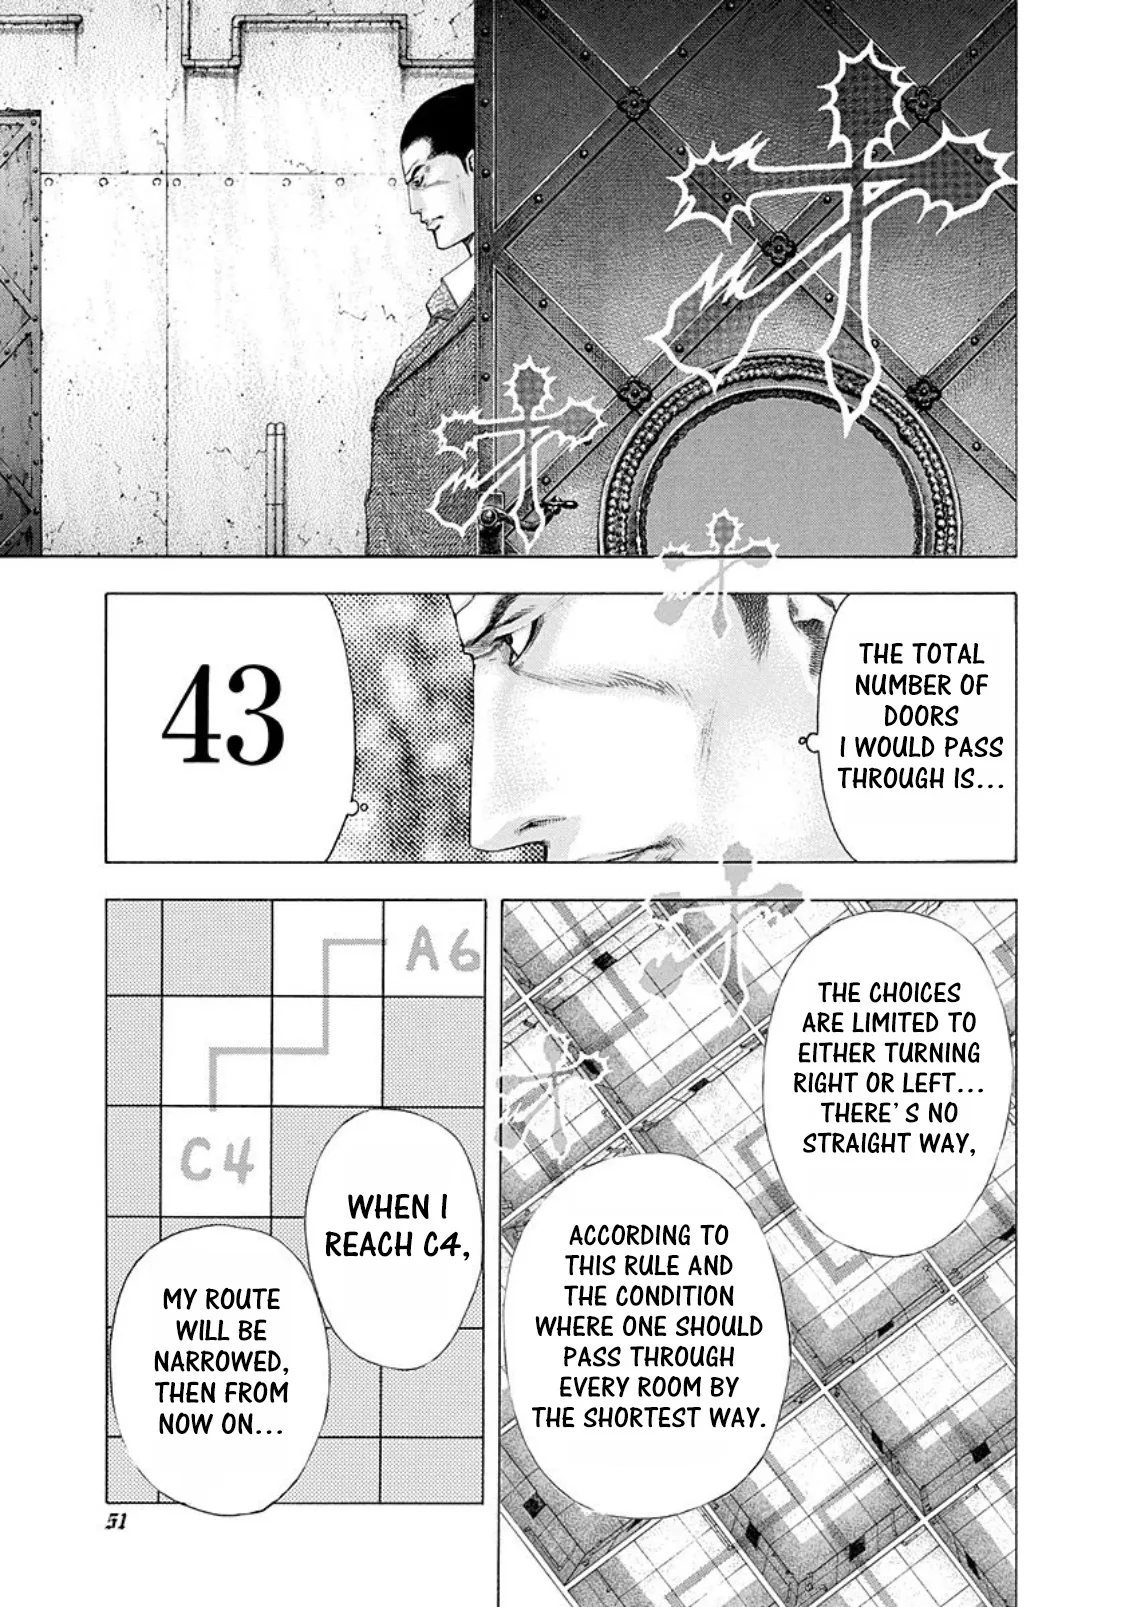 THE TOTAL
NUMBER OF
DOORS
I WOULD PASS
THROUGH IS...
43
THE CHOICES
ARE LIMITED TO
EITHER TURNING
RIGHT OR LEFT...
THERE'S NO
STRAIGHT WAY,
ACCORDING TO
THIS RULE AND
THE CONDITION
WHERE ONE SHOULD
PASS THROUGH
EVERY ROOM BY
THE SHORTEST WAY.
A6
C4
WHEN I
REACH C4,
MY ROUTE
WILL BE
NARROWED,
THEN FROM
NOW ON...
51